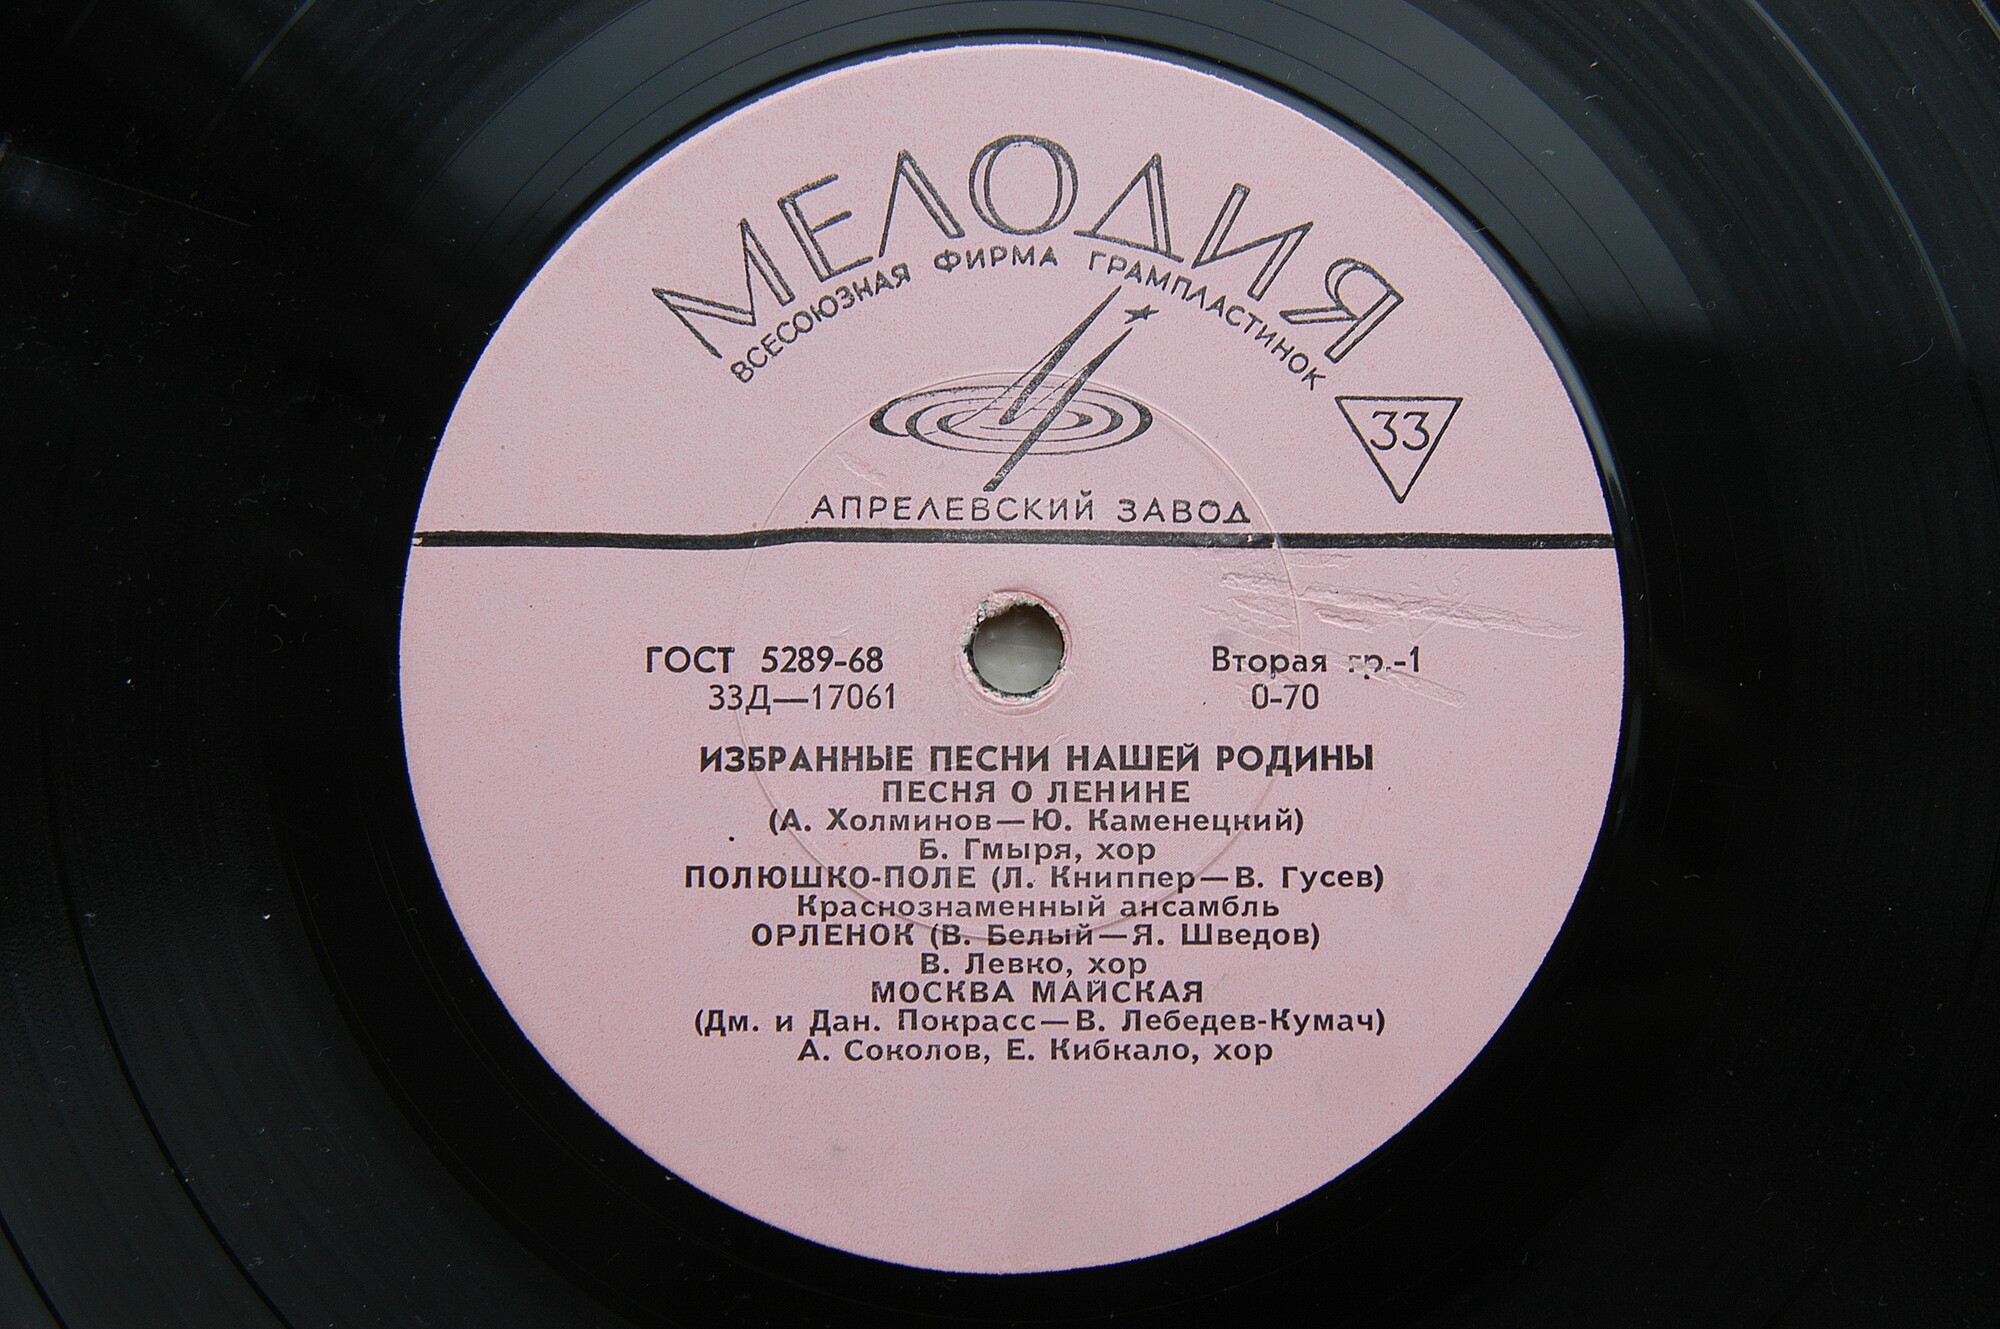 МЕЛОДИЯ
ВСЕСОЮЗНАЯ ФИРМА ГРАМПЛАСТИНОК
33
АПРЕЛЕВСКИЙ ЗАВОД
ГОСТ 5289-68
Вторая гр.-1
33Д—17061
0-70
ИЗБРАННЫЕ ПЕСНИ НАШЕЙ РОДИНЫ
ПЕСНЯ О ЛЕНИНЕ
(А. Холминов—Ю. Каменецкий)
Б. Гмыря, хор
ПОЛЮШКО-ПОЛЕ (Л. Книппер—В. Гусев)
Краснознаменный ансамбль
ОРЛЕНОК (В. Белый—Я. Шведов)
В. Левко, хор
МОСКВА МАЙСКАЯ
(Дм. и Дан. Покрасс—В. Лебедев-Кумач)
А. Соколов, Е. Кибкало, хор